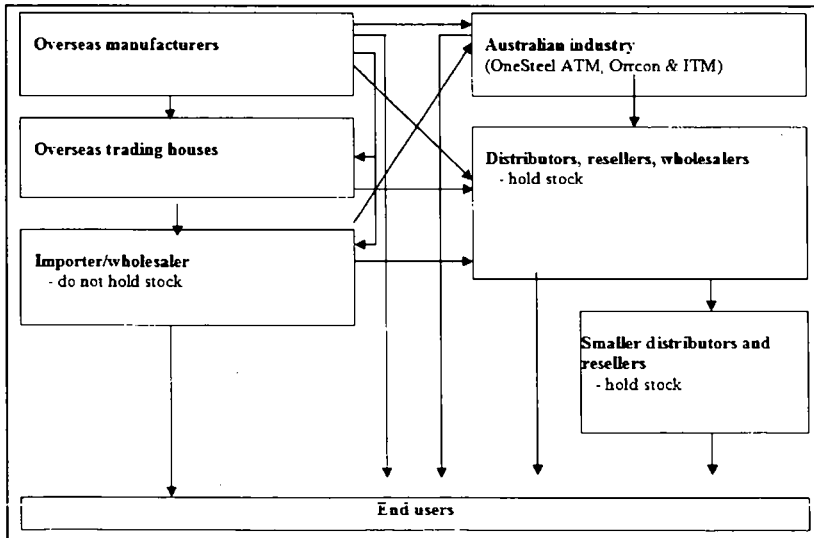 Overseas manufacturers
Australian industry
(OneSteel ATM, Orrcon & ITM)
Overseas trading houses
Distributors, resellers, wholesalers
- hold stock
Importer/wholesaler
- do not hold stock
Smaller distributors and
resellers
- hold stock
End users